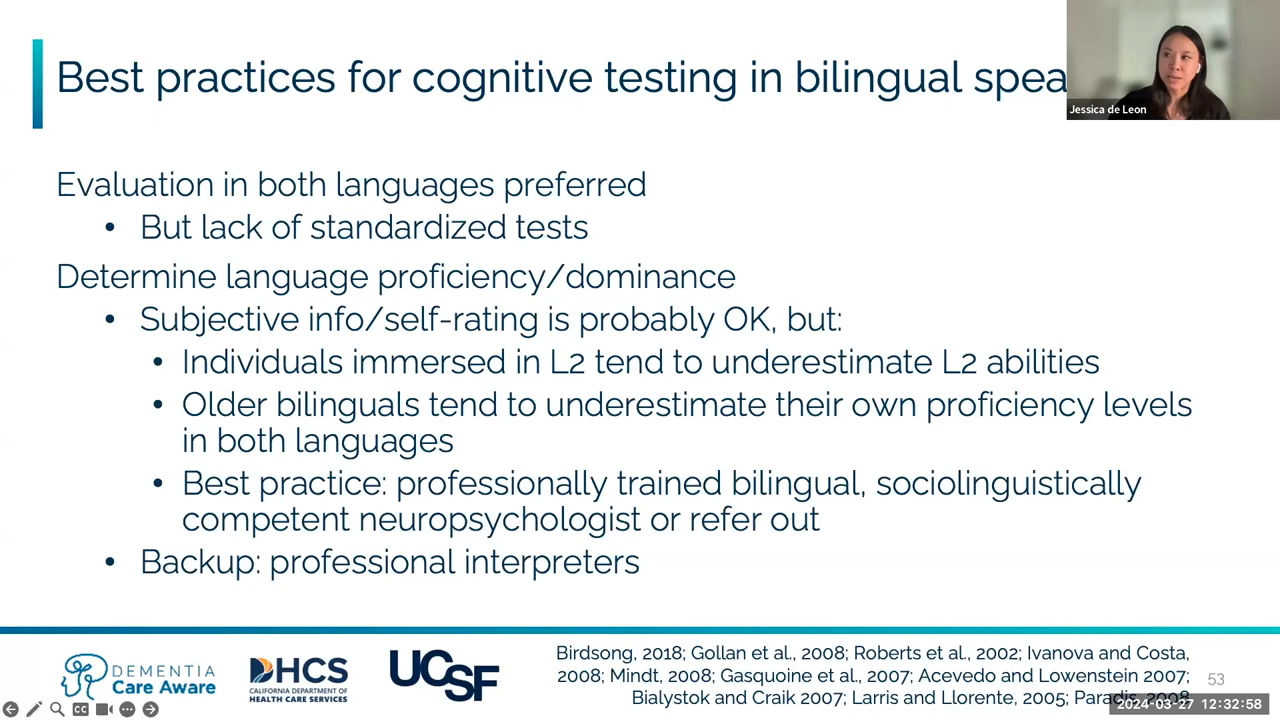 Best practices for cognitive testing in bilingual spea
Jessica de Leon
Evaluation in both languages preferred
• But lack of standardized tests
Determine language proficiency/dominance
• Subjective info/self-rating is probably OK, but:
• Individuals immersed in L2 tend to underestimate L2 abilities
• Older bilinguals tend to underestimate their own proficiency levels
in both languages
• Best practice: professionally trained bilingual, sociolinguistically
competent neuropsychologist or refer out
• Backup: professional interpreters
DEMENTIA
Care Aware
DHCS
CALIFORNIA DEPARTMENT OF
HEALTH CARE SERVICES
UCSF
Birdsong, 2018; Gollan et al., 2008; Roberts et al., 2002; Ivanova and Costa,
2008; Mindt, 2008; Gasquoine et al., 2007; Acevedo and Lowenstein 2007;
Bialystok and Craik 2007; Larris and Llorente, 2005; Paradis, 2008
53
CC
2024-03-27 12:32:58